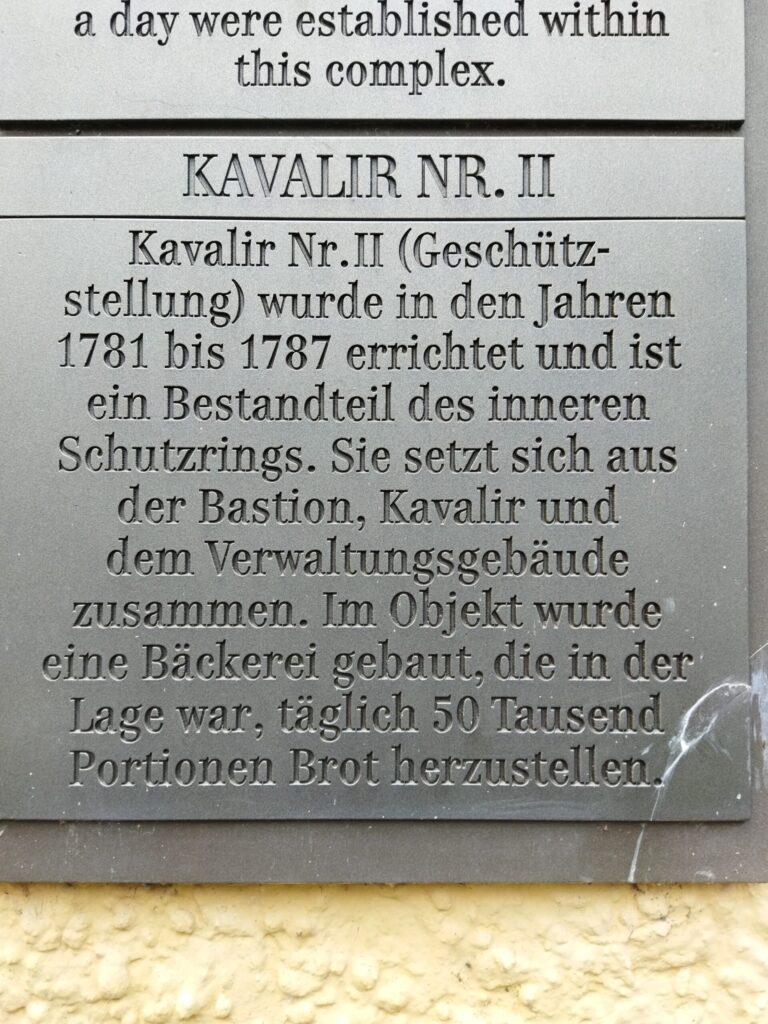 a day were established within
this complex.
KAVALIR NR. II
Kavalir Nr.II (Geschütz-
stellung) wurde in den Jahren
1781 bis 1787 errichtet und ist
ein Bestandteil des inneren
Schutzrings. Sie setzt sich aus
der Bastion, Kavalir und
dem Verwaltungsgebäude
zusammen. Im Objekt wurde
eine Bäckerei gebaut, die in der
Lage war, täglich 50 Tausend
Portionen Brot herzustellen.